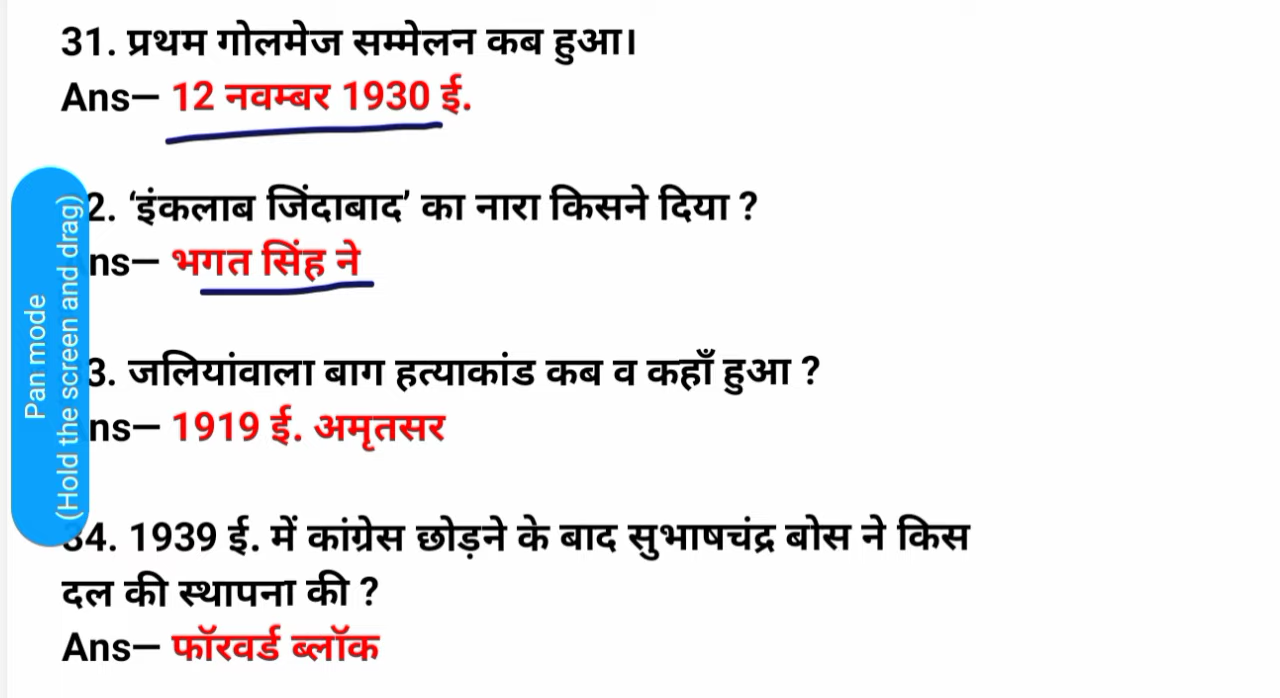 31. प्रथम गोलमेज सम्मेलन कब हुआ।
Ans– 12 नवम्बर 1930 ई.
2. ‘इंकलाब जिंदाबाद’ का नारा किसने दिया ?
ns– भगत सिंह ने
3. जलियांवाला बाग हत्याकांड कब व कहाँ हुआ ?
ns– 1919 ई. अमृतसर
34. 1939 ई. में कांग्रेस छोड़ने के बाद सुभाषचंद्र बोस ने किस
दल की स्थापना की ?
Ans– फॉरवर्ड ब्लॉक
Pan mode
(Hold the screen and drag)